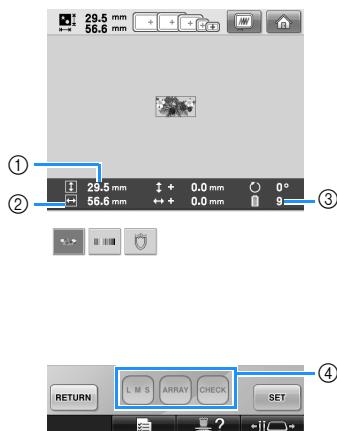 29.5 mm
56.6 mm
①
29.5 mm + 0.0 mm 0°
② 56.6 mm + 0.0 mm 9 ③
④
L M S ARRAY CHECK
RETURN SET
?